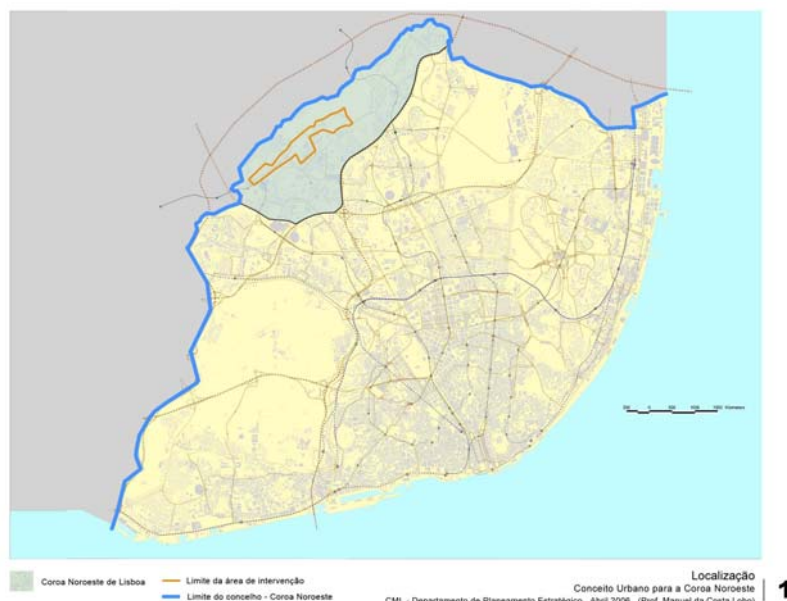 Coroa Noroeste de Lisboa
Limite da área de intervenção
Limite do concelho - Coroa Noroeste
Localização
Conceito Urbano para a Coroa Noroeste
CML - Departamento de Planeamento Estratégico - Abril 2006 - (Prof. Manuel da Costa Lobo)
1